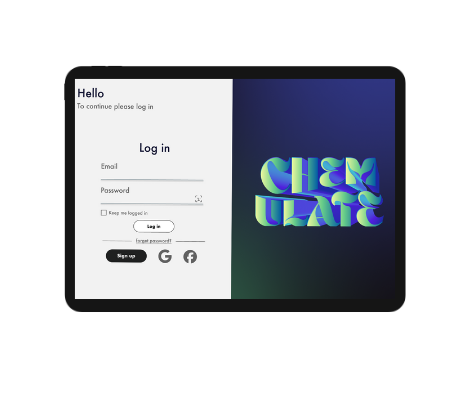 Hello
To continue please log in
Log in
Email
Password
Keep me logged in
Log in
forgot password?
Sign up
CHEM
ULATE